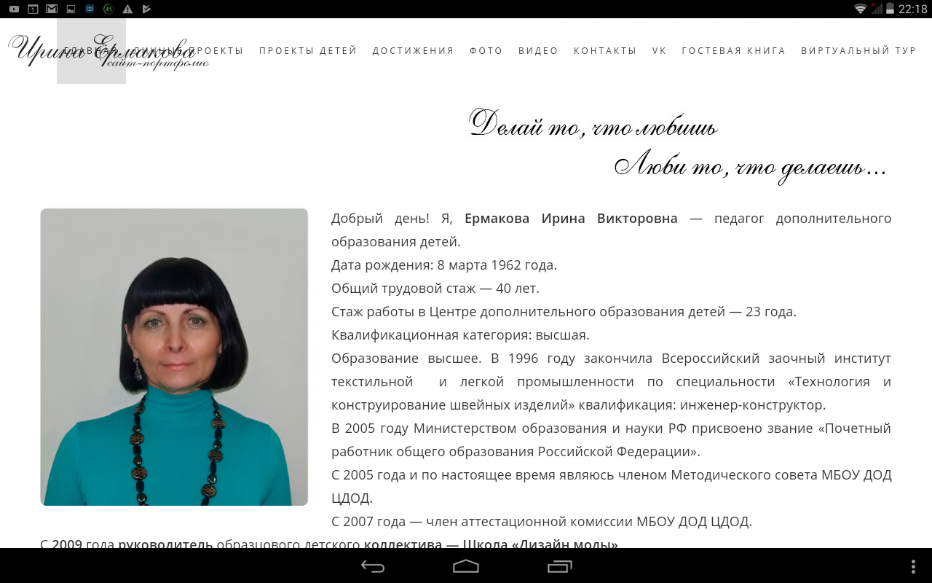 22:18
Ирина Ермакова
сайт-портфолио
ГЛАВНАЯ ЛИЧНЫЕ ПРОЕКТЫ ПРОЕКТЫ ДЕТЕЙ ДОСТИЖЕНИЯ ФОТО ВИДЕО КОНТАКТЫ VK ГОСТЕВАЯ КНИГА ВИРТУАЛЬНЫЙ ТУР
Делай то, что любишь
Люби то, что делаешь...
Добрый день! Я, Ермакова Ирина Викторовна — педагог дополнительного
образования детей.
Дата рождения: 8 марта 1962 года.
Общий трудовой стаж — 40 лет.
Стаж работы в Центре дополнительного образования детей — 23 года.
Квалификационная категория: высшая.
Образование высшее. В 1996 году закончила Всероссийский заочный институт
текстильной и легкой промышленности по специальности «Технология и
конструирование швейных изделий» квалификация: инженер-конструктор.
В 2005 году Министерством образования и науки РФ присвоено звание «Почетный
работник общего образования Российской Федерации».
С 2005 года и по настоящее время являюсь членом Методического совета МБОУ ДОД
ЦДОД.
С 2007 года — член аттестационной комиссии МБОУ ДОД ЦДОД.
С 2009 года руководитель образцового детского коллектива — Школа «Дизайн моды»